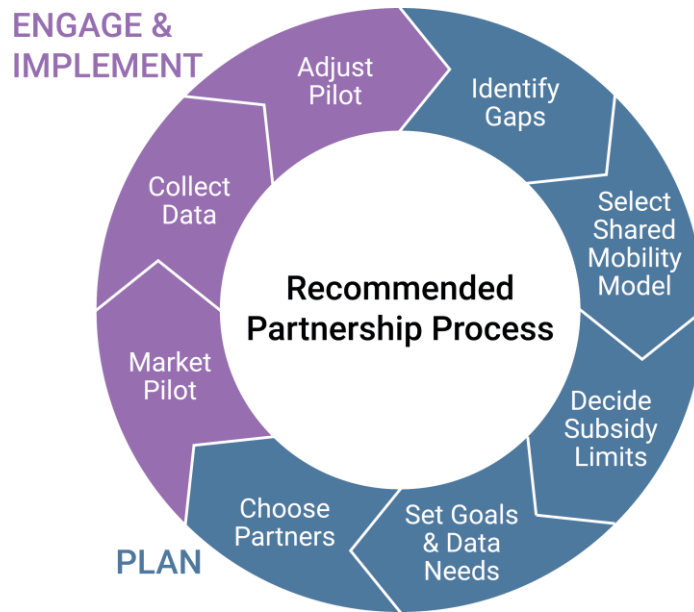 ENGAGE &
IMPLEMENT
Adjust
Pilot
Identify
Gaps
Collect
Data
Select
Shared
Mobility
Model
Recommended
Partnership Process
Market
Pilot
Decide
Subsidy
Limits
Choose
Partners
Set Goals
& Data
Needs
PLAN